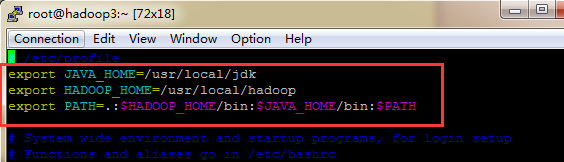 root@hadoop3:~ [72x18]
Connection Edit View Window Option Help
# /etc/profile
export JAVA_HOME=/usr/local/jdk
export HADOOP_HOME=/usr/local/hadoop
export PATH=.:$HADOOP_HOME/bin:$JAVA_HOME/bin:$PATH
# System wide environment and startup programs, for login setup
# Functions and aliases go in /etc/bashrc